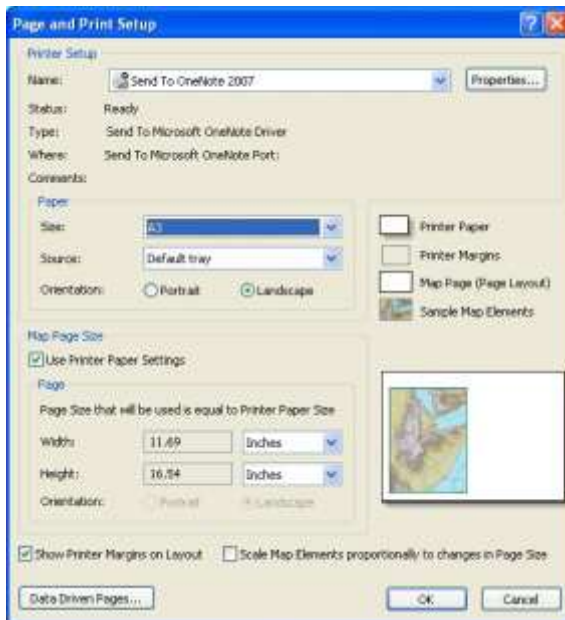 Page and Print Setup
Printer Setup
Name: Send To OneNote 2007 Properties...
Status: Ready
Type: Send To Microsoft OneNote Driver
Where: Send To Microsoft OneNote Port:
Comments:
Paper
Size: A3
Source: Default tray
Orientation: Portrait Landscape
Printer Paper
Printer Margins
Map Page (Page Layout)
Sample Map Elements
Map Page Size
Use Printer Paper Settings
Page
Page Size that will be used is equal to Printer Paper Size
Width: 11.69 Inches
Height: 16.54 Inches
Orientation: Portrait Landscape
Show Printer Margins on Layout Scale Map Elements proportionally to changes in Page Size
Data Driven Pages... OK Cancel